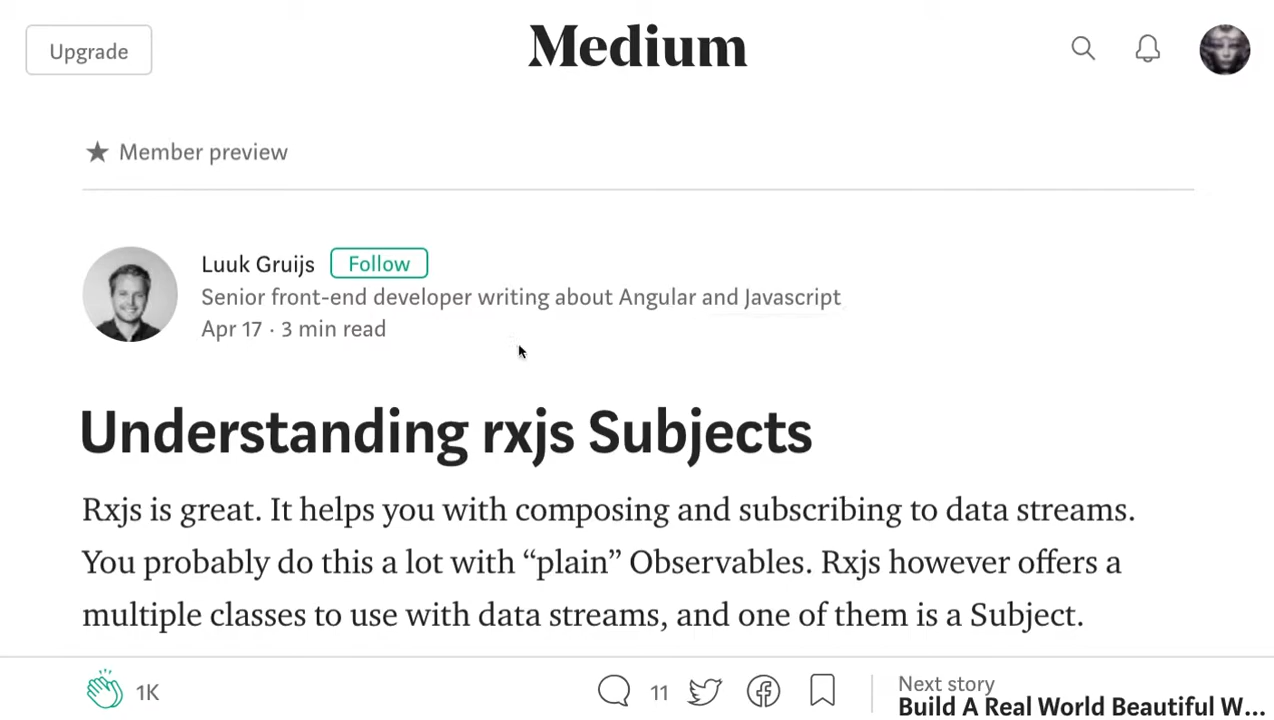 Upgrade
Medium
Member preview
Luuk Gruijs Follow
Senior front-end developer writing about Angular and Javascript
Apr 17 · 3 min read
Understanding rxjs Subjects
Rxjs is great. It helps you with composing and subscribing to data streams.
You probably do this a lot with “plain” Observables. Rxjs however offers a
multiple classes to use with data streams, and one of them is a Subject.
1K
11
Next story
Build A Real World Beautiful W...